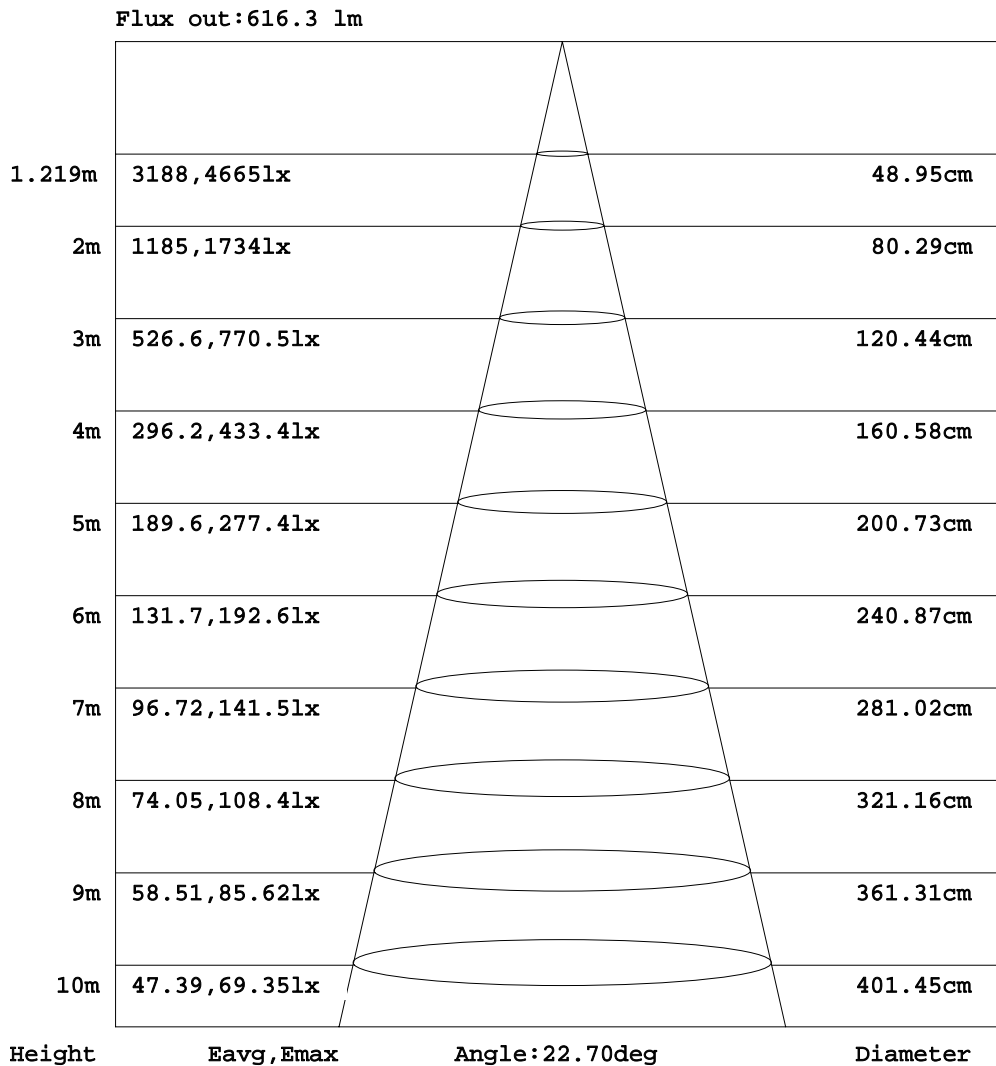 Flux out:616.3 lm
1.219m 3188,4665lx 48.95cm
2m 1185,1734lx 80.29cm
3m 526.6,770.5lx 120.44cm
4m 296.2,433.4lx 160.58cm
5m 189.6,277.4lx 200.73cm
6m 131.7,192.6lx 240.87cm
7m 96.72,141.5lx 281.02cm
8m 74.05,108.4lx 321.16cm
9m 58.51,85.62lx 361.31cm
10m 47.39,69.35lx 401.45cm
Height Eavg,Emax Angle:22.70deg Diameter